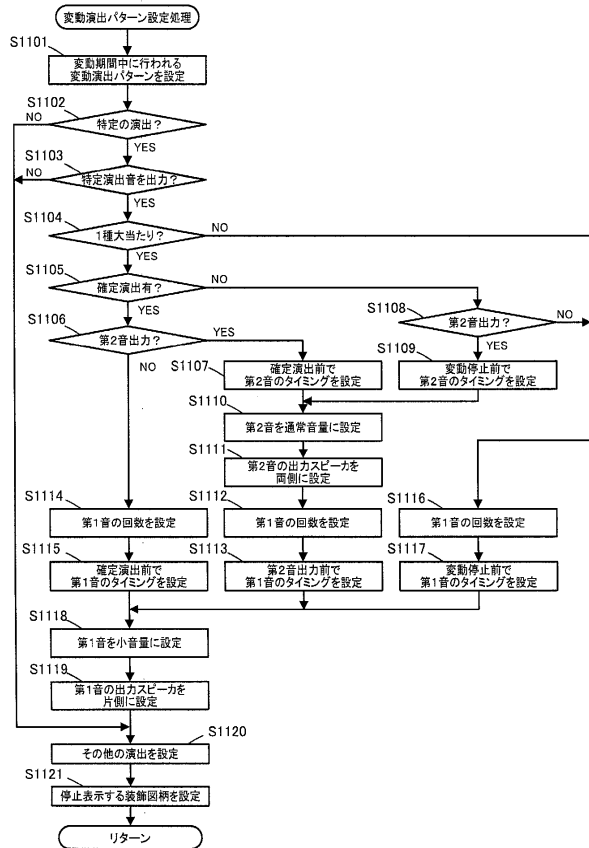 変動演出パターン設定処理
S1101
変動期間中に行われる
変動演出パターンを設定
S1102
NO
特定の演出?
YES
S1103
NO
特定演出音を出力?
YES
S1104
1種大当たり?
NO
YES
S1105
確定演出有?
NO
YES
S1106
第2音出力?
YES
NO
S1108
第2音出力?
NO
YES
S1107
確定演出前で
第2音のタイミングを設定
S1109
変動停止前で
第2音のタイミングを設定
S1110
第2音を通常音量に設定
S1111
第2音の出力スピーカを
両側に設定
S1114
第1音の回数を設定
S1112
第1音の回数を設定
S1116
第1音の回数を設定
S1115
確定演出前で
第1音のタイミングを設定
S1113
第2音出力前で
第1音のタイミングを設定
S1117
変動停止前で
第1音のタイミングを設定
S1118
第1音を小音量に設定
S1119
第1音の出力スピーカを
片側に設定
S1120
その他の演出を設定
S1121
停止表示する装飾図柄を設定
リターン